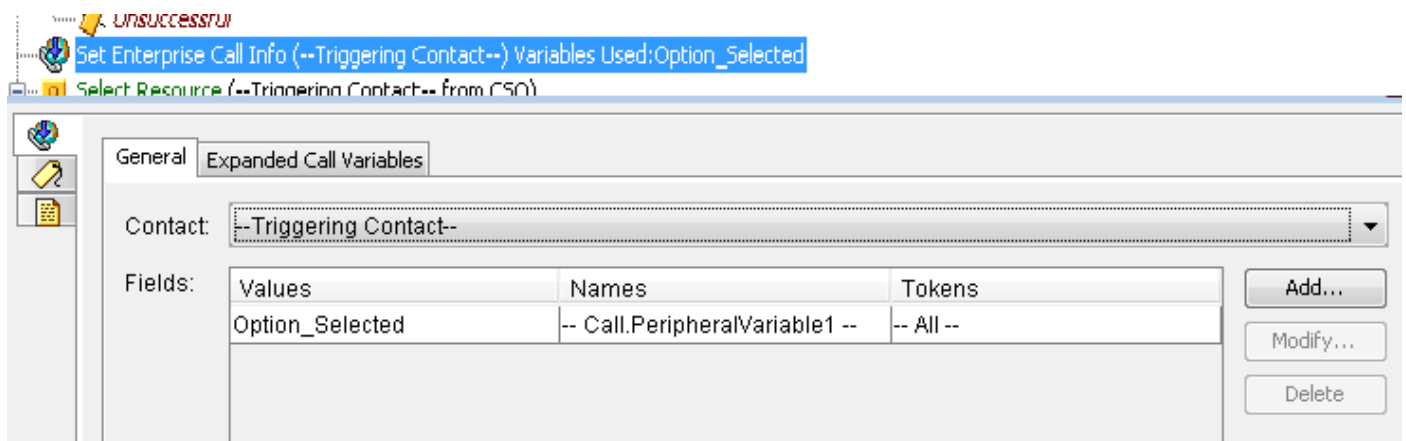 Unsuccessful
Set Enterprise Call Info (--Triggering Contact--) Variables Used:Option_Selected
Select Resource (--Triggering Contact-- from CSQ)
General Expanded Call Variables
Contact: --Triggering Contact--
Fields: Values Names Tokens Add...
Option_Selected -- Call.PeripheralVariable1 -- -- All --
Modify...
Delete